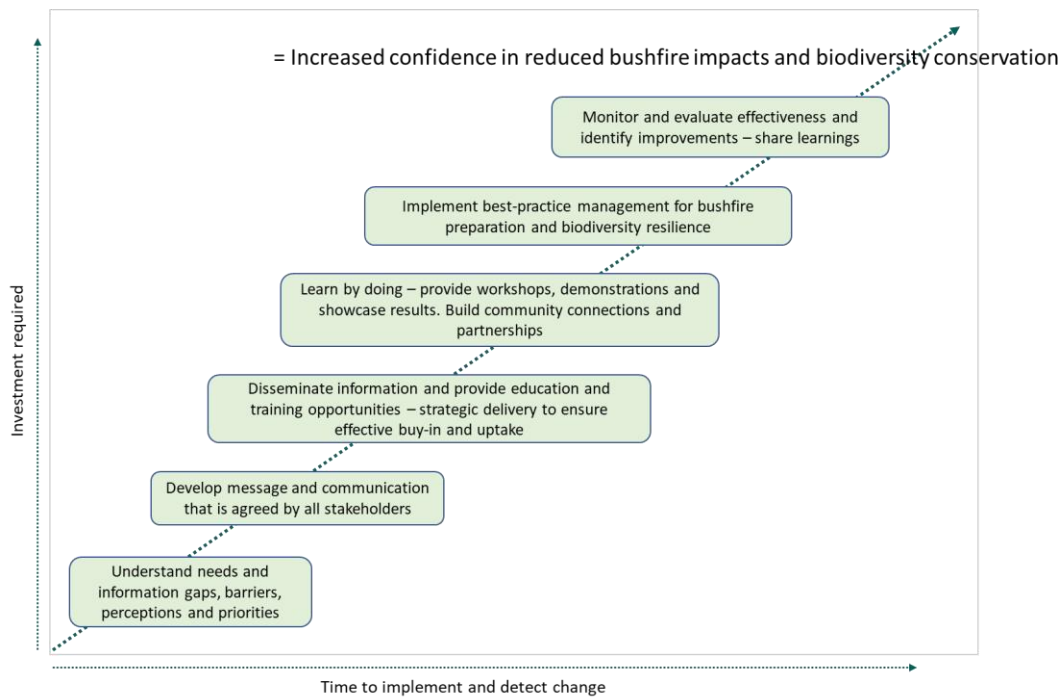 = Increased confidence in reduced bushfire impacts and biodiversity conservation
Monitor and evaluate effectiveness and
identify improvements – share learnings
Implement best-practice management for bushfire
preparation and biodiversity resilience
Learn by doing – provide workshops, demonstrations and
showcase results. Build community connections and
partnerships
Disseminate information and provide education and
training opportunities – strategic delivery to ensure
effective buy-in and uptake
Develop message and communication
that is agreed by all stakeholders
Understand needs and
information gaps, barriers,
perceptions and priorities
Investment required
Time to implement and detect change